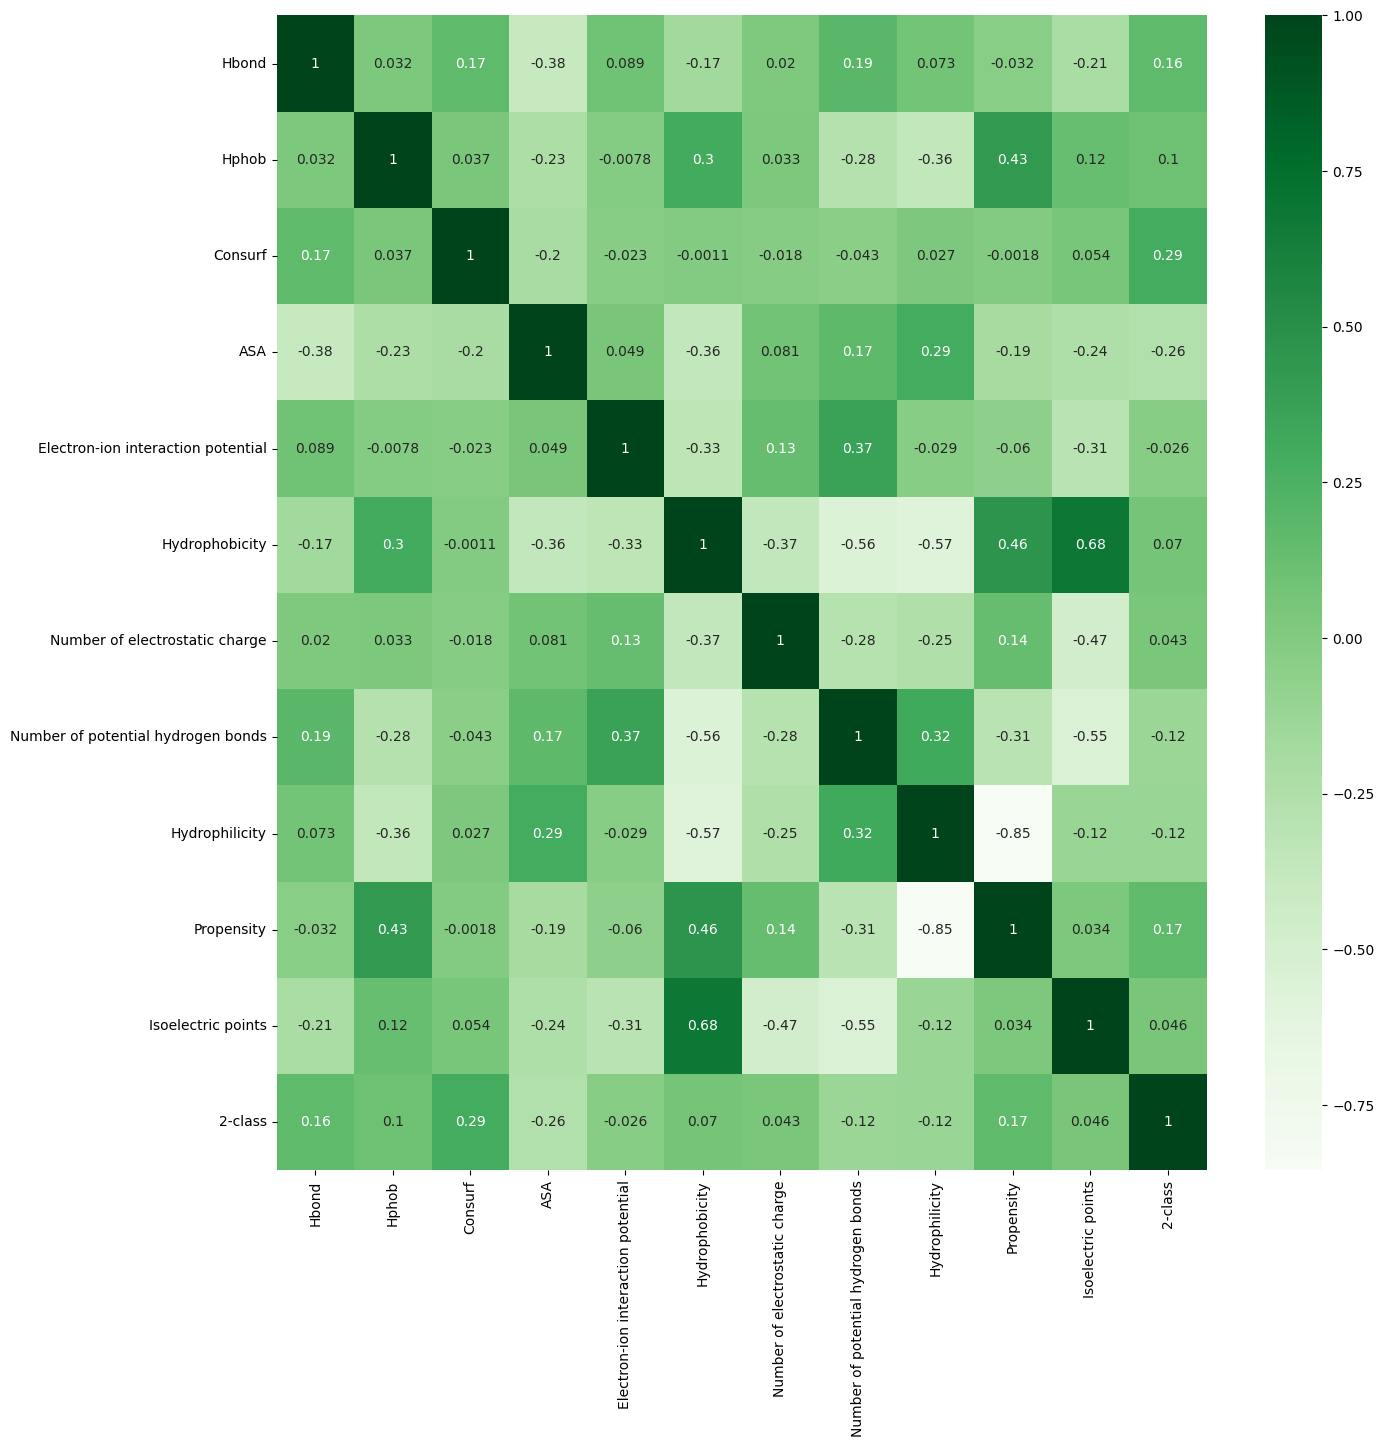 Hbond 1 0.032 0.17 -0.38 0.089 -0.17 0.02 0.19 0.073 -0.032 -0.21 0.16
Hphob 0.032 1 0.037 -0.23 -0.0078 0.3 0.033 -0.28 -0.36 0.43 0.12 0.1
Consurf 0.17 0.037 1 -0.2 -0.023 -0.0011 -0.018 -0.043 0.027 -0.0018 0.054 0.29
ASA -0.38 -0.23 -0.2 1 0.049 -0.36 0.081 0.17 0.29 -0.19 -0.24 -0.26
Electron-ion interaction potential 0.089 -0.0078 -0.023 0.049 1 -0.33 0.13 0.37 -0.029 -0.06 -0.31 -0.026
Hydrophobicity -0.17 0.3 -0.0011 -0.36 -0.33 1 -0.37 -0.56 -0.57 0.46 0.68 0.07
Number of electrostatic charge 0.02 0.033 -0.018 0.081 0.13 -0.37 1 -0.28 -0.25 0.14 -0.47 0.043
Number of potential hydrogen bonds 0.19 -0.28 -0.043 0.17 0.37 -0.56 -0.28 1 0.32 -0.31 -0.55 -0.12
Hydrophilicity 0.073 -0.36 0.027 0.29 -0.029 -0.57 -0.25 0.32 1 -0.85 -0.12 -0.12
Propensity -0.032 0.43 -0.0018 -0.19 -0.06 0.46 0.14 -0.31 -0.85 1 0.034 0.17
Isoelectric points -0.21 0.12 0.054 -0.24 -0.31 0.68 -0.47 -0.55 -0.12 0.034 1 0.046
2-class 0.16 0.1 0.29 -0.26 -0.026 0.07 0.043 -0.12 -0.12 0.17 0.046 1
Hbond
Hphob
Consurf
ASA
Electron-ion interaction potential
Hydrophobicity
Number of electrostatic charge
Number of potential hydrogen bonds
Hydrophilicity
Propensity
Isoelectric points
2-class
1.00
0.75
0.50
0.25
0.00
−0.25
−0.50
−0.75